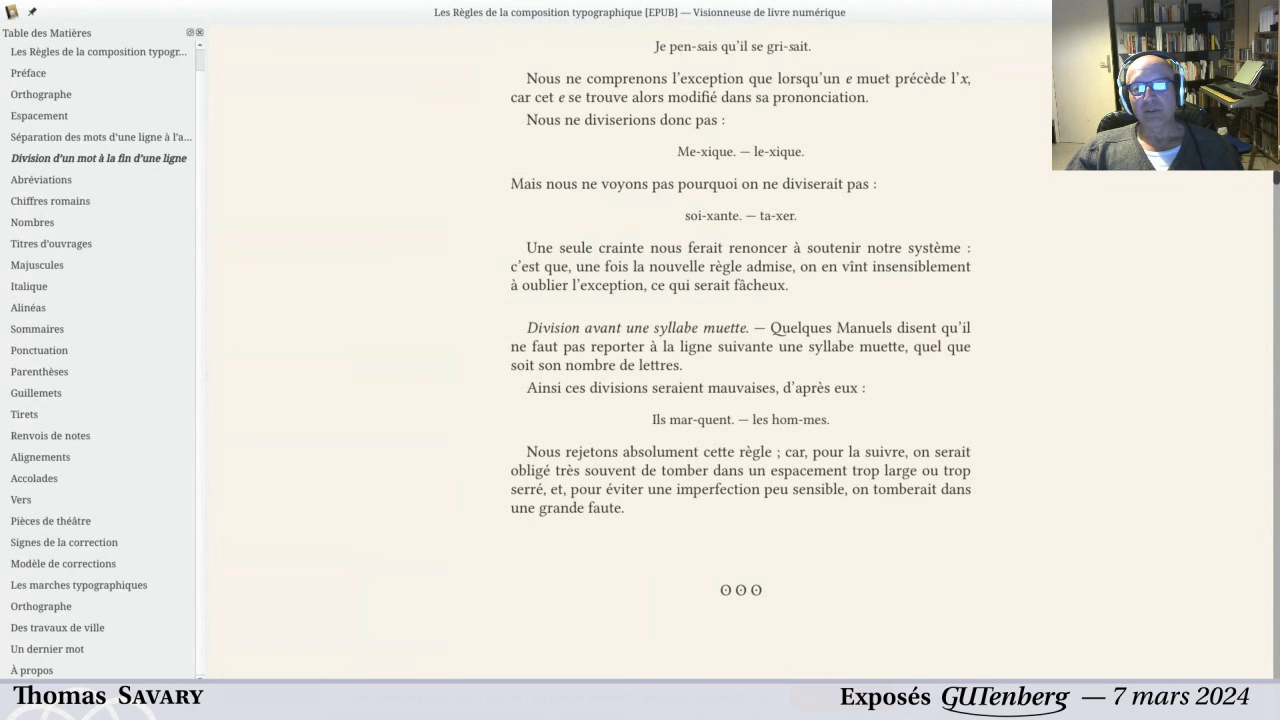 Les Règles de la composition typographique [EPUB] — Visionneuse de livre numérique
Table des Matières
Les Règles de la composition typogr...
Préface
Orthographe
Espacement
Séparation des mots d'une ligne à l'a...
Division d'un mot à la fin d'une ligne
Abréviations
Chiffres romains
Nombres
Titres d'ouvrages
Majuscules
Italique
Alinéas
Sommaires
Ponctuation
Parenthèses
Guillemets
Tirets
Renvois de notes
Alignements
Accolades
Vers
Pièces de théâtre
Signes de la correction
Modèle de corrections
Les marches typographiques
Orthographe
Des travaux de ville
Un dernier mot
À propos
Je pen-sais qu'il se gri-sait.
Nous ne comprenons l'exception que lorsqu'un e muet précède l'x,
car cet e se trouve alors modifié dans sa prononciation.
Nous ne diviserions donc pas :
Me-xique. — le-xique.
Mais nous ne voyons pas pourquoi on ne diviserait pas :
soi-xante. — ta-xer.
Une seule crainte nous ferait renoncer à soutenir notre système :
c'est que, une fois la nouvelle règle admise, on en vînt insensiblement
à oublier l'exception, ce qui serait fâcheux.
Division avant une syllabe muette. — Quelques Manuels disent qu'il
ne faut pas reporter à la ligne suivante une syllabe muette, quel que
soit son nombre de lettres.
Ainsi ces divisions seraient mauvaises, d'après eux :
Ils mar-quent. — les hom-mes.
Nous rejetons absolument cette règle ; car, pour la suivre, on serait
obligé très souvent de tomber dans un espacement trop large ou trop
serré, et, pour éviter une imperfection peu sensible, on tomberait dans
une grande faute.
Thomas SAVARY
Exposés GUTenberg — 7 mars 2024